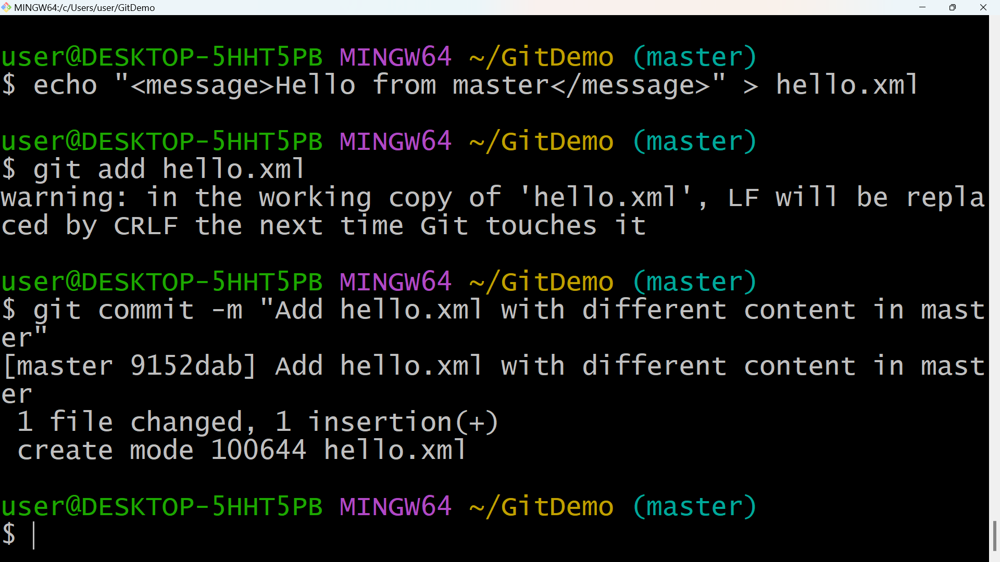 MINGW64:/c/Users/user/GitDemo
user@DESKTOP-5HHT5PB MINGW64 ~/GitDemo (master)
$ echo "<message>Hello from master</message>" > hello.xml
user@DESKTOP-5HHT5PB MINGW64 ~/GitDemo (master)
$ git add hello.xml
warning: in the working copy of 'hello.xml', LF will be repla
ced by CRLF the next time Git touches it
user@DESKTOP-5HHT5PB MINGW64 ~/GitDemo (master)
$ git commit -m "Add hello.xml with different content in mast
er"
[master 9152dab] Add hello.xml with different content in mast
er
 1 file changed, 1 insertion(+)
 create mode 100644 hello.xml
user@DESKTOP-5HHT5PB MINGW64 ~/GitDemo (master)
$